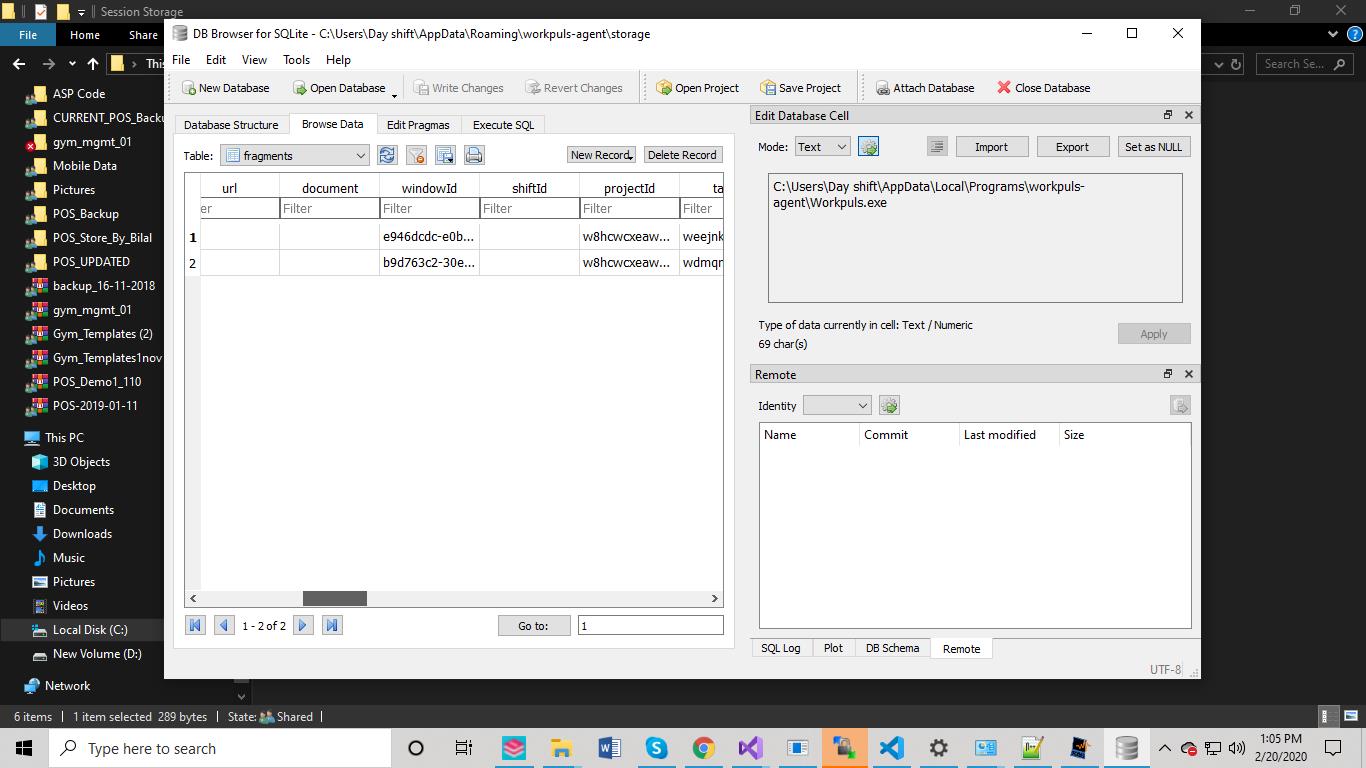 Session Storage
File
Home
Share
This
Search Se...
ASP Code
CURRENT_POS_Backu
gym_mgmt_01
Mobile Data
Pictures
POS_Backup
POS_Store_By_Bilal
POS_UPDATED
backup_16-11-2018
gym_mgmt_01
Gym_Templates (2)
Gym_Templates1nov
POS_Demo1_110
POS-2019-01-11
This PC
3D Objects
Desktop
Documents
Downloads
Music
Pictures
Videos
Local Disk (C:)
New Volume (D:)
Network
DB Browser for SQLite - C:\Users\Day shift\AppData\Roaming\workpuls-agent\storage
File Edit View Tools Help
New Database Open Database Write Changes Revert Changes Open Project Save Project Attach Database Close Database
Database Structure Browse Data Edit Pragmas Execute SQL
Table: fragments New Record Delete Record
url document windowId shiftId projectId ta
er Filter Filter Filter Filter Filter
1 e946dcdc-e0b... w8hcwcxeaw... weejnk
2 b9d763c2-30e... w8hcwcxeaw... wdmqr
1 - 2 of 2 Go to: 1
Edit Database Cell
Mode: Text Import Export Set as NULL
C:\Users\Day shift\AppData\Local\Programs\workpuls-
agent\Workpuls.exe
Type of data currently in cell: Text / Numeric
69 char(s)
Apply
Remote
Identity
Name Commit Last modified Size
SQL Log Plot DB Schema Remote
UTF-8
6 items 1 item selected 289 bytes State: Shared
Type here to search
1:05 PM
2/20/2020